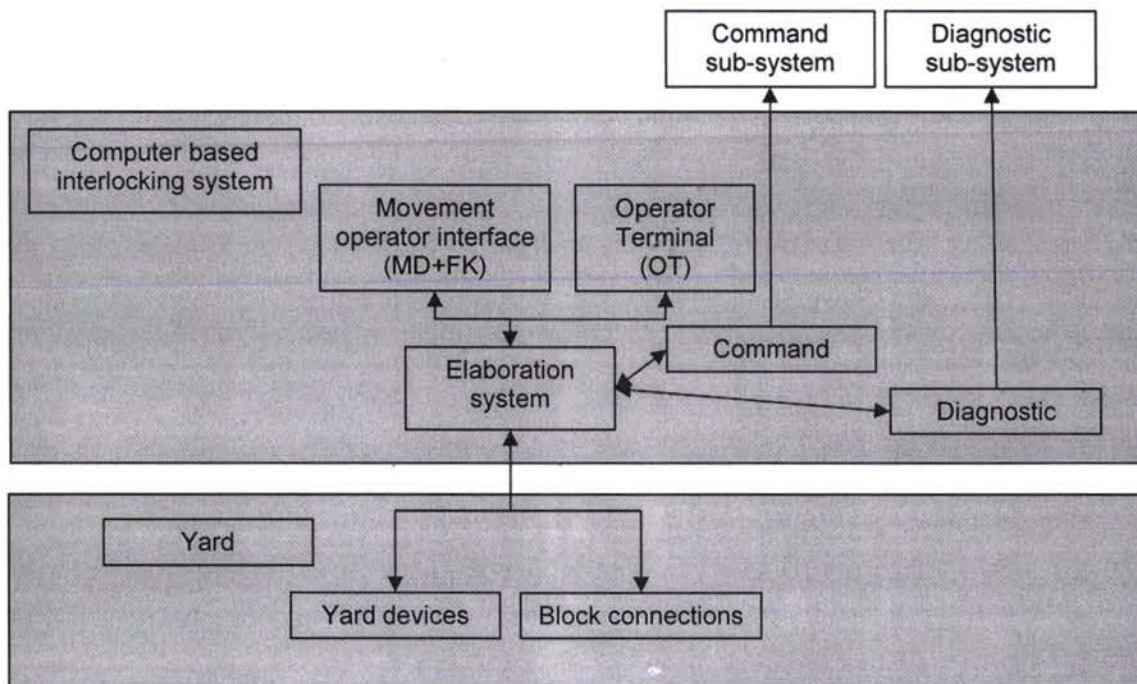 Command
sub-system
Diagnostic
sub-system
Computer based
interlocking system
Movement
operator interface
(MD+FK)
Operator
Terminal
(OT)
Elaboration
system
Command
Diagnostic
Yard
Yard devices
Block connections